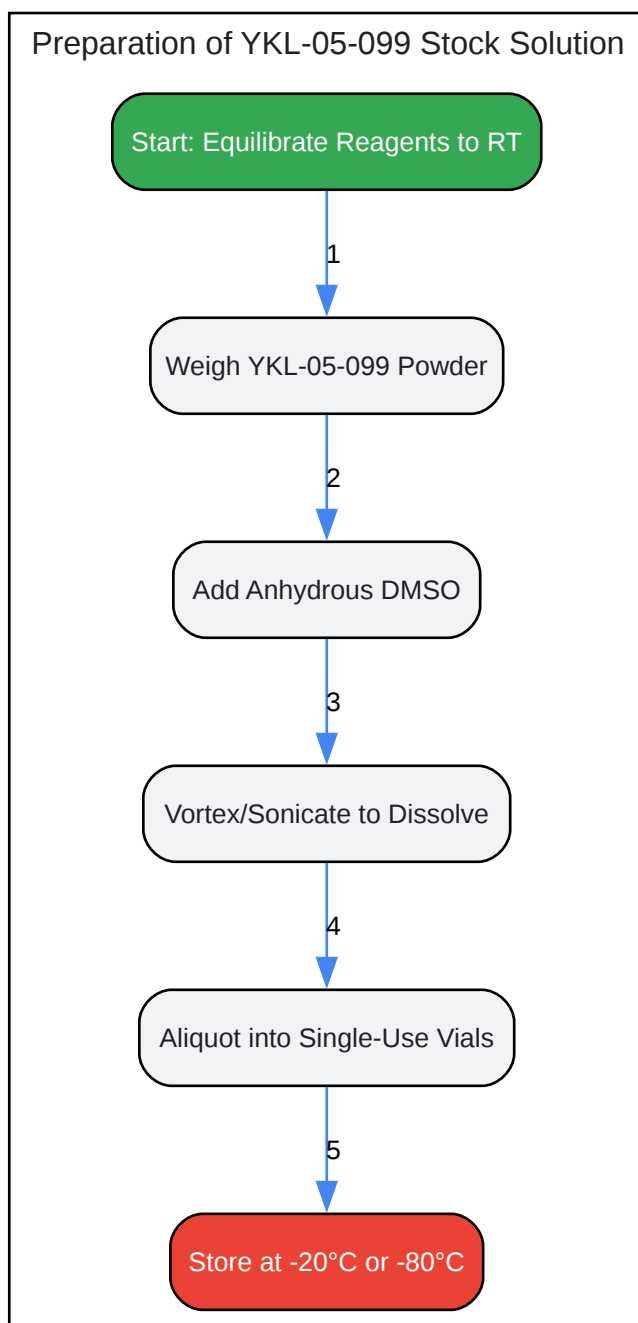 Preparation of YKL-05-099 Stock Solution
Start: Equilibrate Reagents to RT
1
Weigh YKL-05-099 Powder
2
Add Anhydrous DMSO
3
Vortex/Sonicate to Dissolve
4
Aliquot into Single-Use Vials
5
Store at -20°C or -80°C